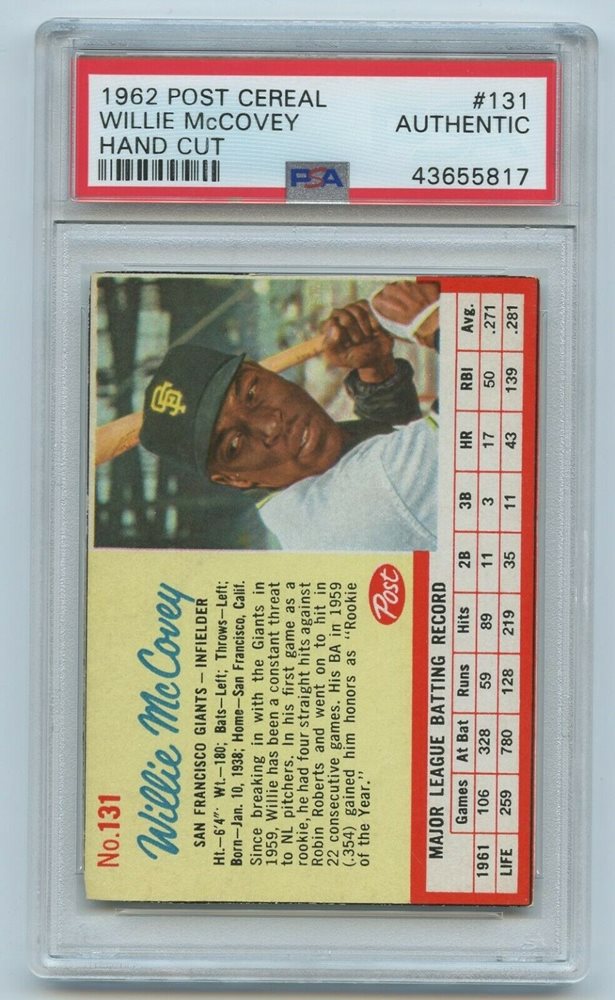 1962 POST CEREAL #131
WILLIE McCOVEY AUTHENTIC
HAND CUT
PSA 43655817
SF
No.131
Willie McCovey
SAN FRANCISCO GIANTS — INFIELDER
Ht.—6'4" Wt.—180; Bats—Left; Throws—Left;
Born—Jan. 10, 1938; Home—San Francisco, Calif.
Since breaking in with the Giants in
1959, Willie has been a constant threat
to NL pitchers. In his first game as a
rookie, he had four straight hits against
Robin Roberts and went on to hit in
22 consecutive games. His BA in 1959
(.354) gained him honors as "Rookie
of the Year."
Post
MAJOR LEAGUE BATTING RECORD
Games At Bat Runs Hits 2B 3B HR RBI Avg.
1961 106 328 59 89 11 3 17 50 .271
LIFE 259 780 128 219 35 11 43 139 .281